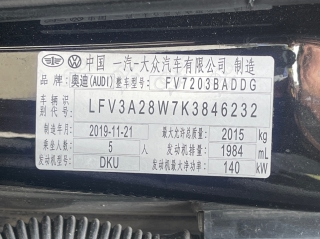 中国 一汽-大众汽车有限公司 制造
品牌:奥迪(AUDI) 整车型号: FV7203BADDG
车辆识别代号: LFV3A28W7K3846232
制造年月: 2019-11-21 最大允许总质量: 2015 kg
乘坐人数: 5 人 发动机排量: 1984 mL
发动机型号: DKU 发动机最大净功率: 140 kW